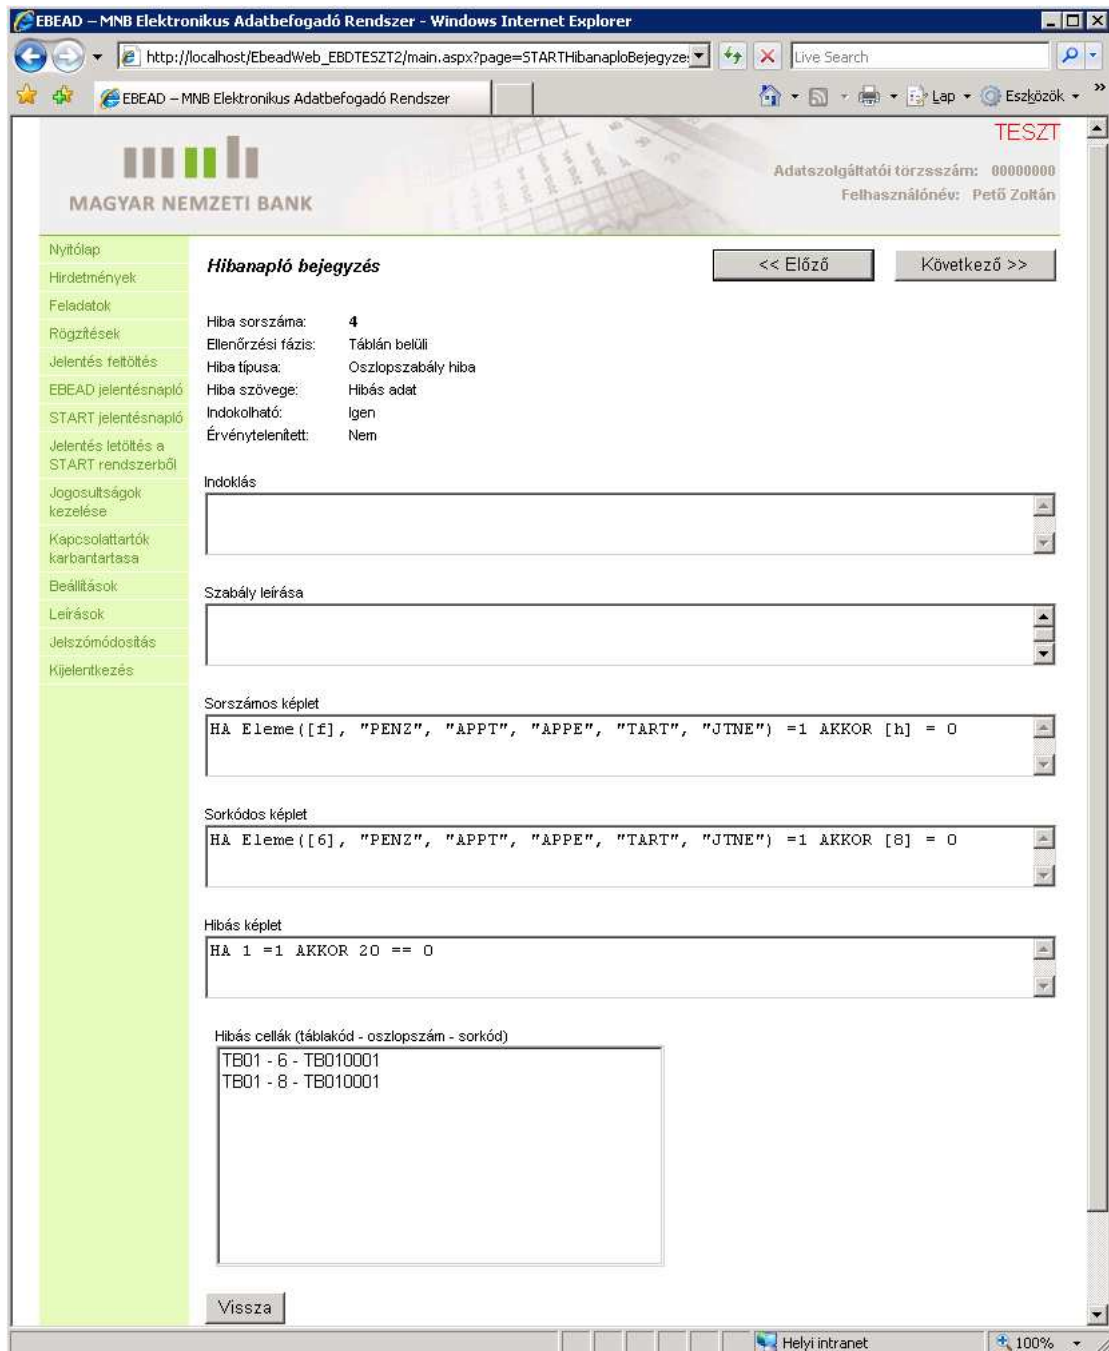 EBEAD – MNB Elektronikus Adatbefogadó Rendszer - Windows Internet Explorer
http://localhost/EbeadWeb_EBDTESZT2/main.aspx?page=STARTHibanaploBejegyze
Live Search
EBEAD – MNB Elektronikus Adatbefogadó Rendszer
Lap
Eszközök
TESZT
Adatszolgáltatói törzsszám: 00000000
Felhasználónév: Pető Zoltán
MAGYAR NEMZETI BANK
Nyitólap
Hirdetmények
Feladatok
Rögzítések
Jelentés feltöltés
EBEAD jelentésnapló
START jelentésnapló
Jelentés letöltés a
START rendszerből
Jogosultságok
kezelése
Kapcsolattartók
karbantartasa
Beállítások
Leírások
Jelszómódosítás
Kijelentkezés
Hibanapló bejegyzés
<< Előző
Következő >>
Hiba sorszáma: 4
Ellenőrzési fázis: Táblán belüli
Hiba típusa: Oszlopszabály hiba
Hiba szövege: Hibás adat
Indokolható: Igen
Érvénytelenített: Nem
Indoklás
Szabály leírása
Sorszámos képlet
HA Eleme([f], "PENZ", "APPT", "APPE", "TART", "JTNE") =1 AKKOR [h] = 0
Sorkódos képlet
HA Eleme([6], "PENZ", "APPT", "APPE", "TART", "JTNE") =1 AKKOR [8] = 0
Hibás képlet
HA 1 =1 AKKOR 20 == 0
Hibás cellák (táblakód - oszlopszám - sorkód)
TB01 - 6 - TB010001
TB01 - 8 - TB010001
Vissza
Helyi intranet
100%